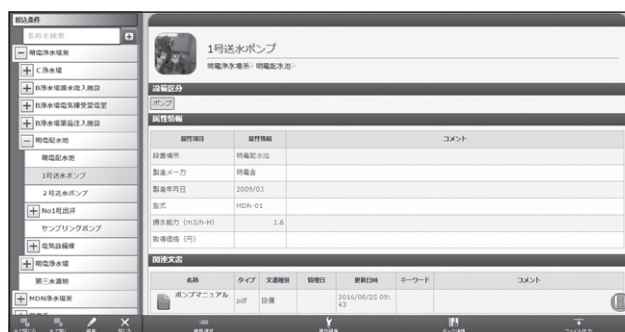 絞込条件
名称を検索
明電浄水場系
C浄水場
B浄水場導水流入施設
B浄水場電気棟受変電室
B浄水場薬品注入施設
明電配水池
明電配水池
1号送水ポンプ
2号送水ポンプ
No1吐出弁
サンプリングポンプ
電気設備棟
明電浄水場
第三水源地
MDN浄水場系
1号送水ポンプ
明電浄水場系> 明電配水池>
設備区分
ポンプ
属性情報
属性項目 属性情報 コメント
設置場所 明電配水池
製造メーカ 明電舎
製造年月日 2009/03
型式 MDN-01
揚水能力 (m3/h-H) 1.6
取得価格 (円)
関連文書
名称 タイプ 文書種別 管理日 更新日時 キーワード コメント
ポンプマニュアル pdf 設備 2016/08/25 09:
43